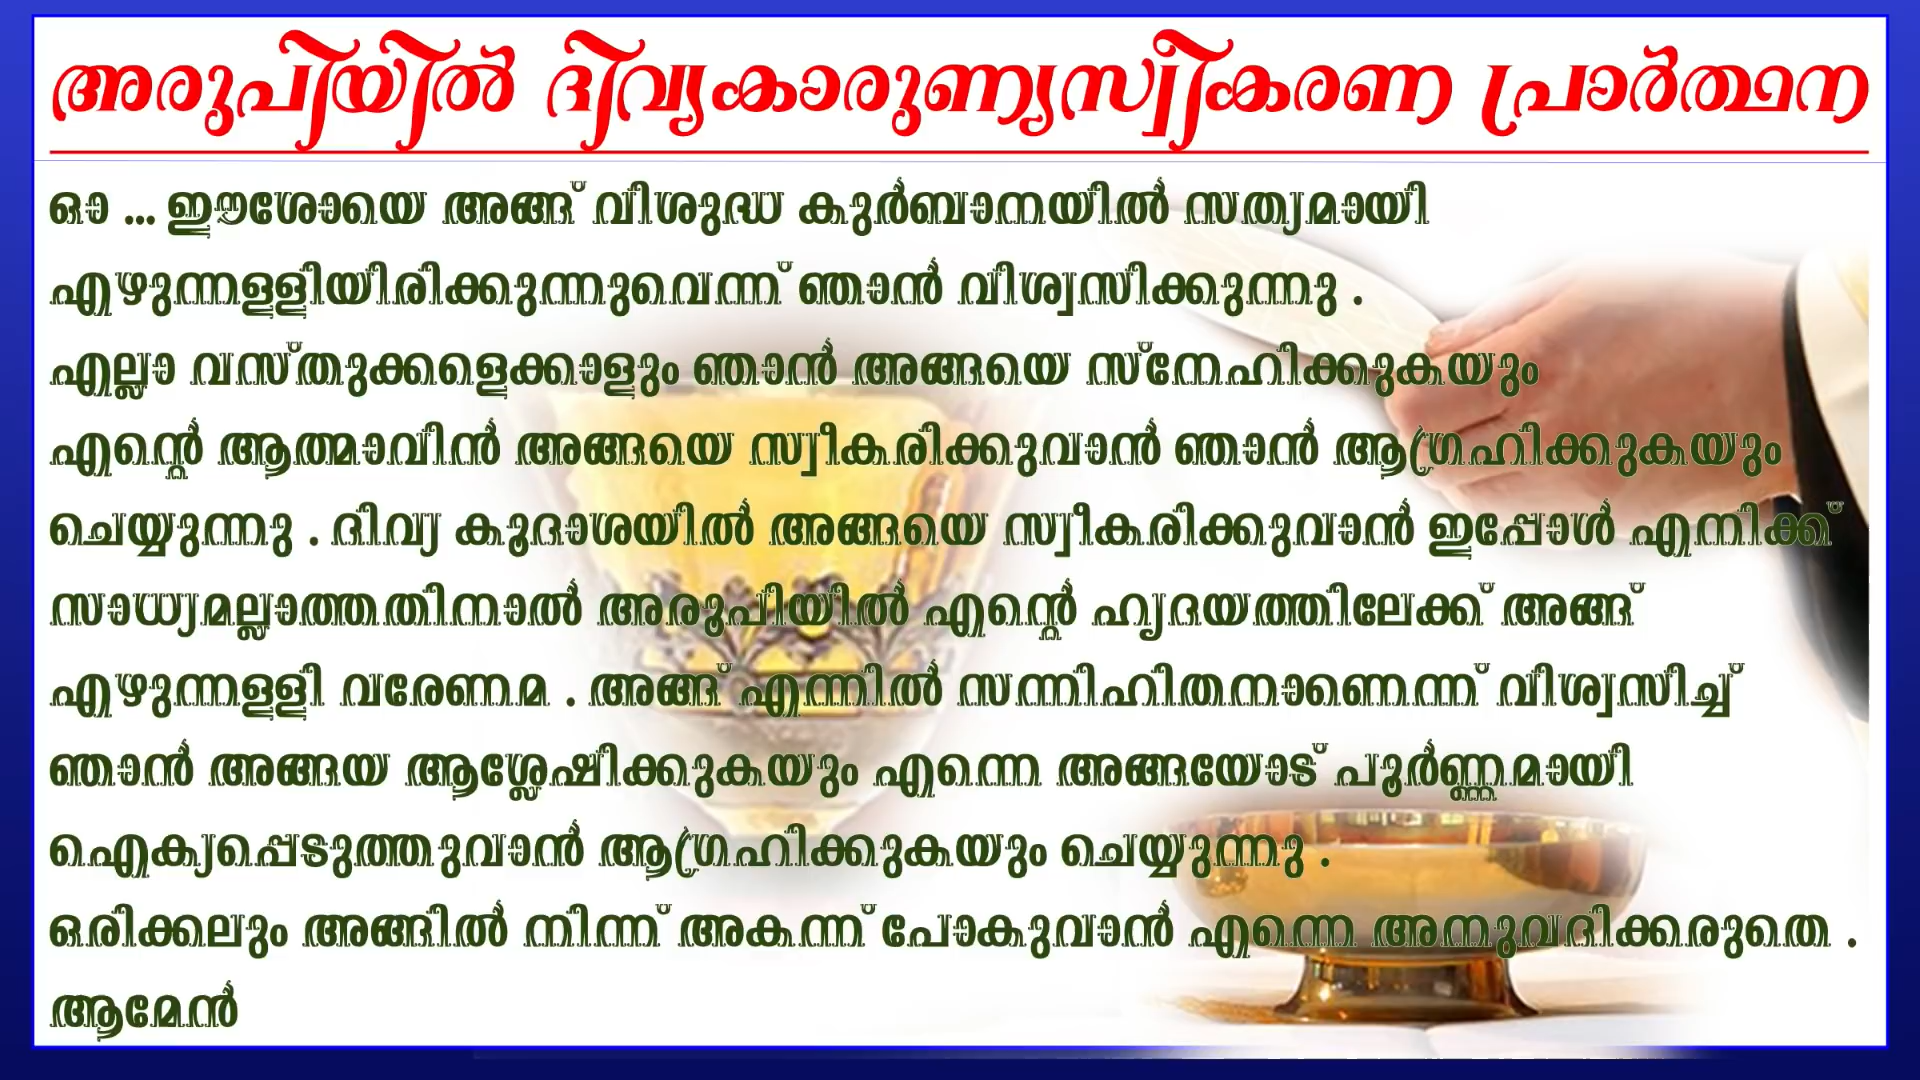 അരുപിയിൽ ദിവ്യകാരുണ്യസ്വീകരണ പ്രാർത്ഥന
ഓ ... ഈശോയെ അങ്ങ് വിശുദ്ധ കുർബാനയിൽ സത്യമായി
എഴുന്നളളിയിരിക്കുന്നുവെന്ന് ഞാൻ വിശ്വസിക്കുന്നു .
എല്ലാ വസ്തുക്കളെക്കാളും ഞാൻ അങ്ങയെ സ്നേഹിക്കുകയും
എന്റെ ആത്മാവിൻ അങ്ങയെ സ്വീകരിക്കുവാൻ ഞാൻ ആഗ്രഹിക്കുകയും
ചെയ്യുന്നു . ദിവ്യ കൂദാശയിൽ അങ്ങയെ സ്വീകരിക്കുവാൻ ഇപ്പോൾ എനിക്ക്
സാധ്യമല്ലാത്തതിനാൽ അരൂപിയിൽ എന്റെ ഹൃദയത്തിലേക്ക് അങ്ങ്
എഴുന്നളളി വരേണമ . അങ്ങ് എന്നിൽ സന്നിഹിതനാണെന്ന് വിശ്വസിച്ച്
ഞാൻ അങ്ങയ ആശ്ലേഷിക്കുകയും എന്നെ അങ്ങയോട് പൂർണ്ണമായി
ഐക്യപ്പെടുത്തുവാൻ ആഗ്രഹിക്കുകയും ചെയ്യുന്നു .
ഒരിക്കലും അങ്ങിൽ നിന്ന് അകന്ന് പോകുവാൻ എന്നെ അനുവദിക്കരുതെ .
ആമേൻ